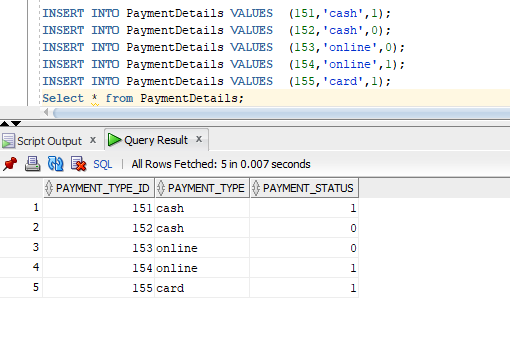 INSERT INTO PaymentDetails VALUES  (151,'cash',1);
INSERT INTO PaymentDetails VALUES  (152,'cash',0);
INSERT INTO PaymentDetails VALUES  (153,'online',0);
INSERT INTO PaymentDetails VALUES  (154,'online',1);
INSERT INTO PaymentDetails VALUES  (155,'card',1);
Select * from PaymentDetails;
Script Output x Query Result x
SQL | All Rows Fetched: 5 in 0.007 seconds
PAYMENT_TYPE_ID PAYMENT_TYPE PAYMENT_STATUS
1 151 cash 1
2 152 cash 0
3 153 online 0
4 154 online 1
5 155 card 1